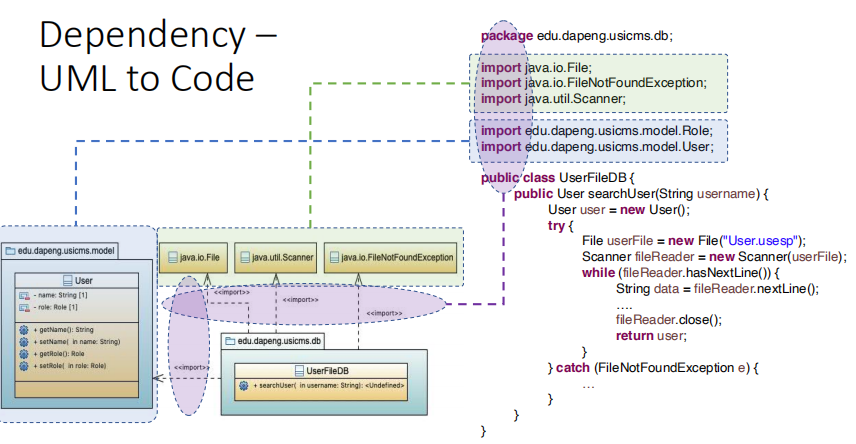 Dependency –
UML to Code
package edu.dapeng.usicms.db;
import java.io.File;
import java.io.FileNotFoundException;
import java.util.Scanner;
import edu.dapeng.usicms.model.Role;
import edu.dapeng.usicms.model.User;
public class UserFileDB {
public User searchUser(String username) {
User user = new User();
try {
File userFile = new File("User.usesp");
Scanner fileReader = new Scanner(userFile);
while (fileReader.hasNextLine()) {
String data = fileReader.nextLine();
....
fileReader.close();
return user;
}
} catch (FileNotFoundException e) {
...
}
}
}
edu.dapeng.usicms.model
User
- name: String [1]
- role: Role [1]
+ getName(): String
+ setName( in name: String)
+ getRole(): Role
+ setRole( in role: Role)
java.io.File
java.util.Scanner
java.io.FileNotFoundException
<<import>>
<<import>>
<<import>>
<<import>>
edu.dapeng.usicms.db
UserFileDB
+ searchUser( in username: String): <Undefined>